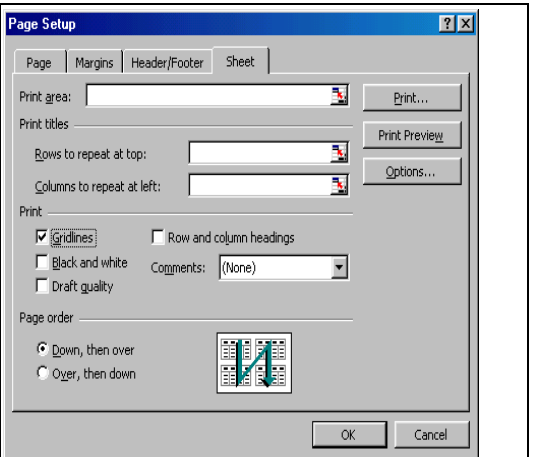 Page Setup
Page Margins Header/Footer Sheet
Print area:
Print...
Print titles
Print Preview
Rows to repeat at top:
Options...
Columns to repeat at left:
Print
Gridlines Row and column headings
Black and white Comments: (None)
Draft quality
Page order
Down, then over
Over, then down
OK Cancel